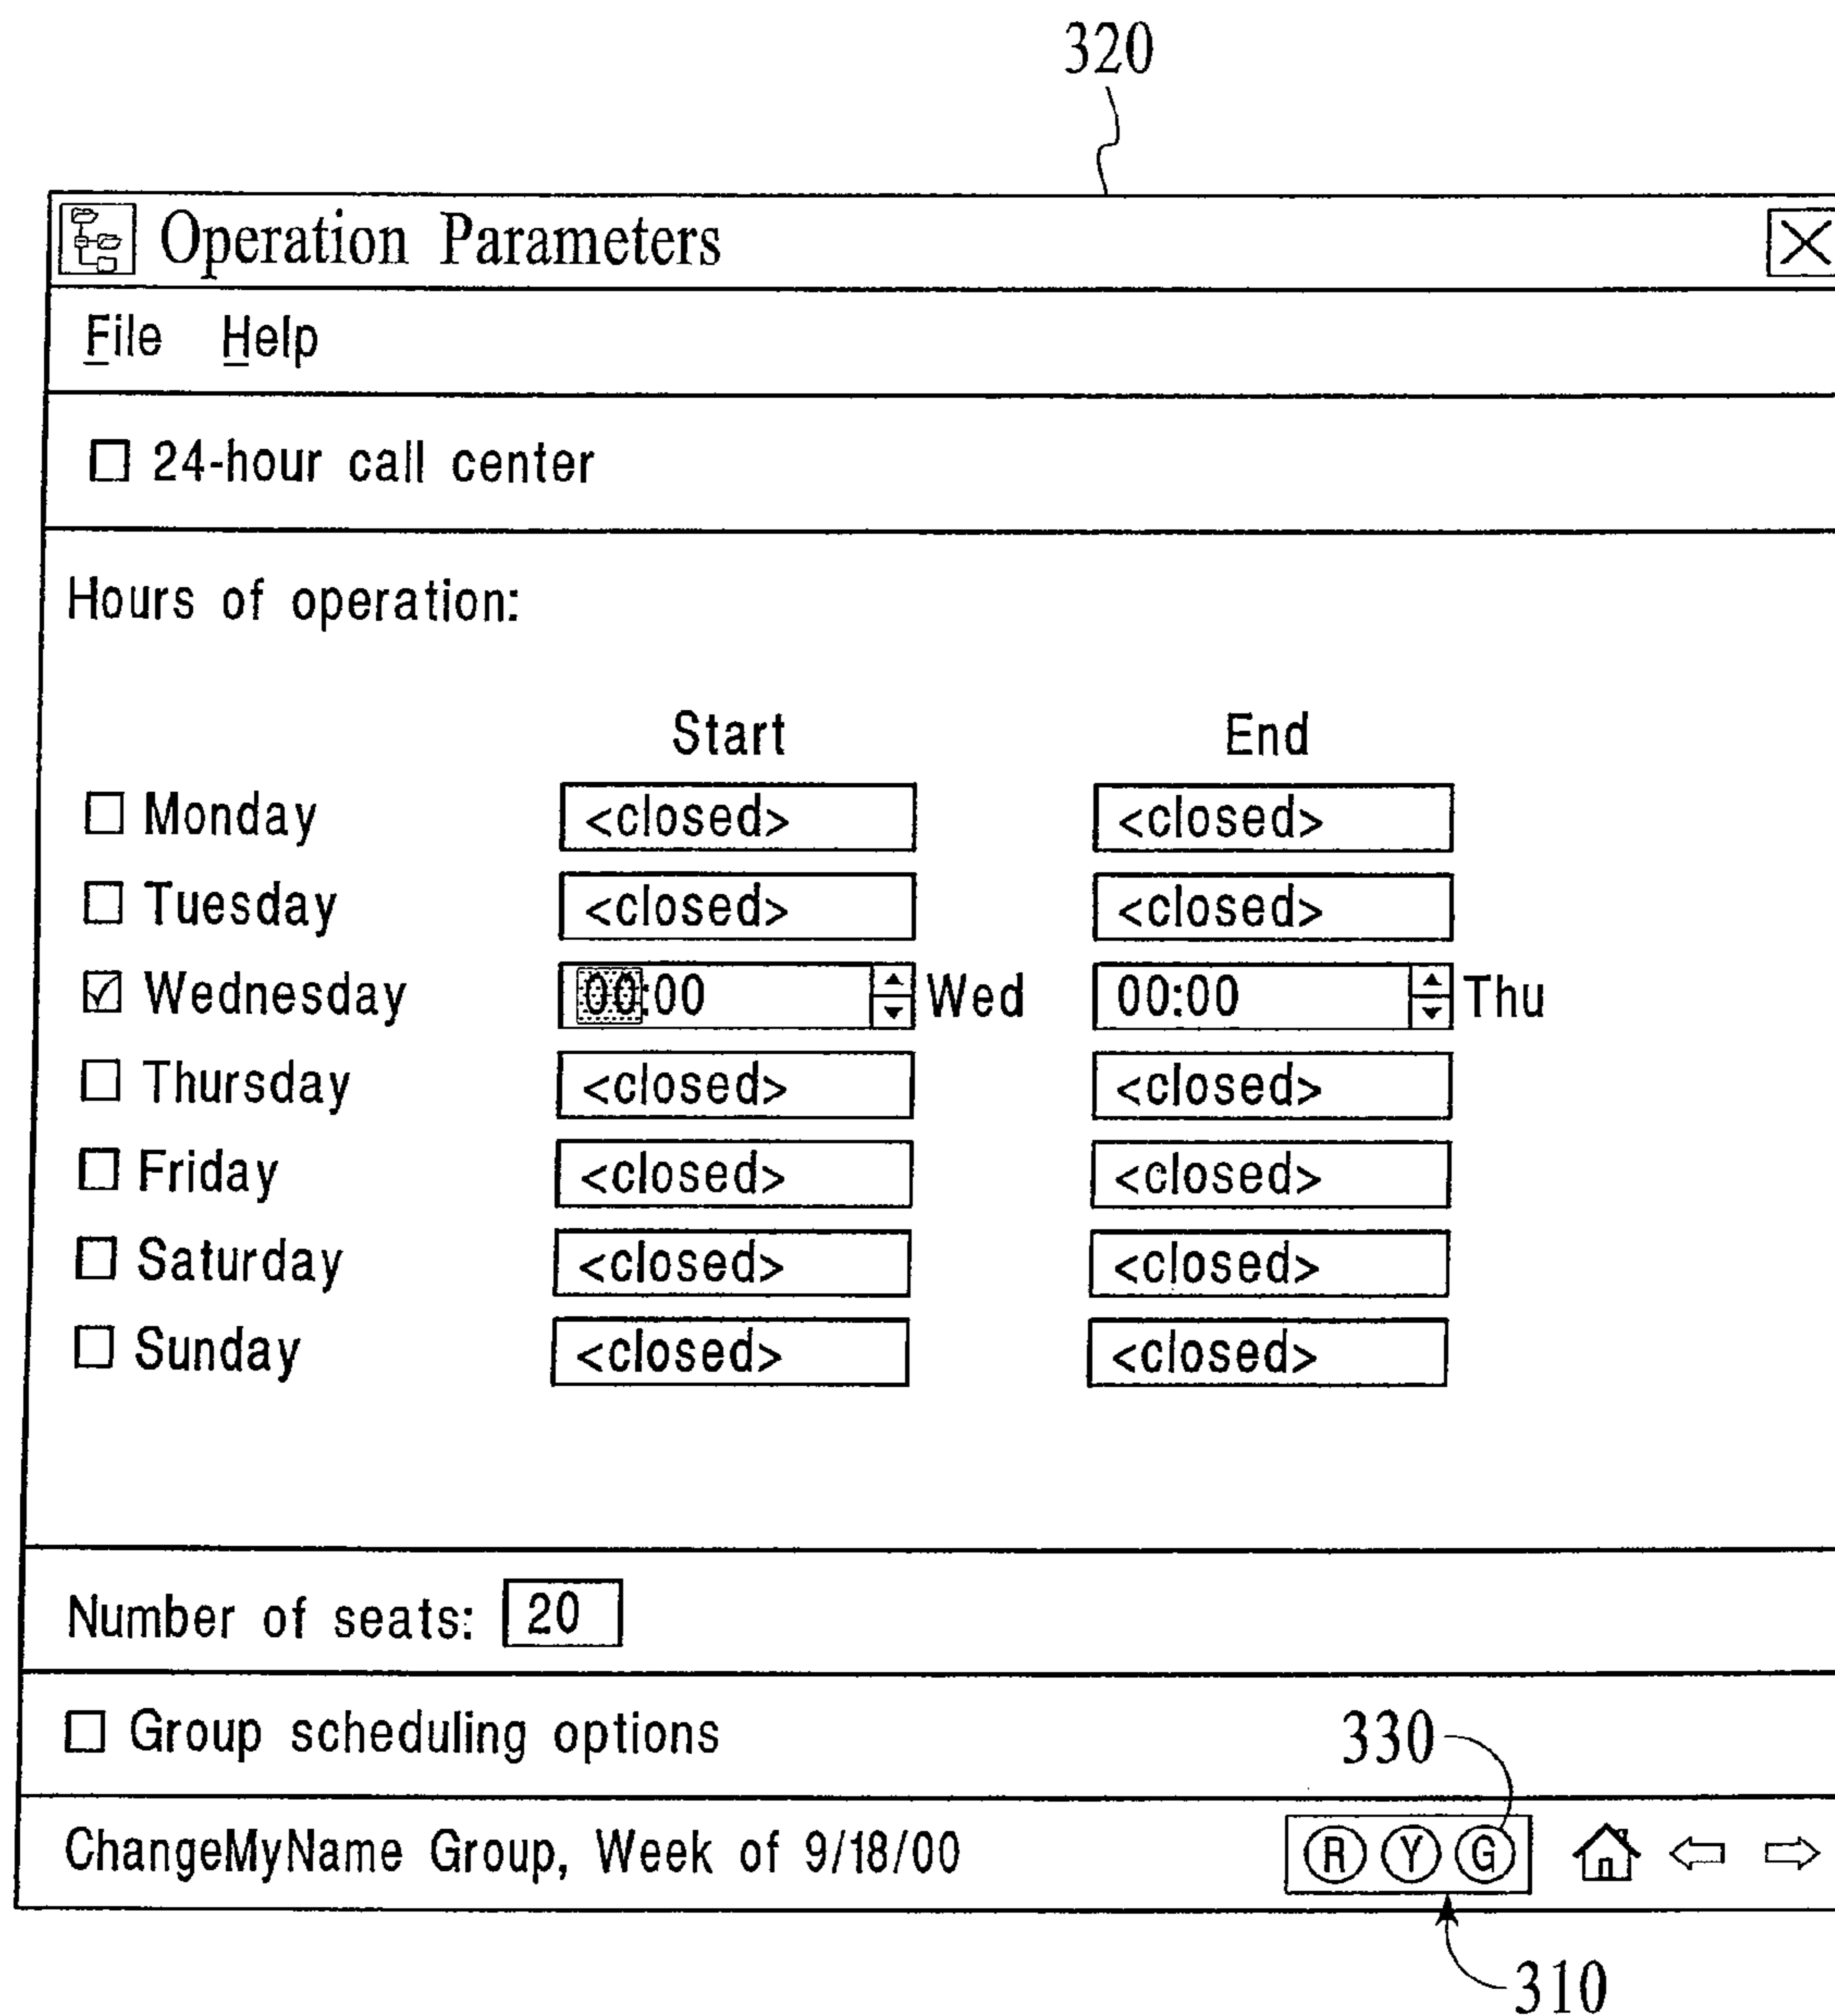 320
Operation Parameters
File Help
24-hour call center
Hours of operation:
Start End
Monday <closed> <closed>
Tuesday <closed> <closed>
Wednesday 00:00 Wed 00:00 Thu
Thursday <closed> <closed>
Friday <closed> <closed>
Saturday <closed> <closed>
Sunday <closed> <closed>
Number of seats: 20
Group scheduling options
330
ChangeMyName Group, Week of 9/18/00 R Y G
310